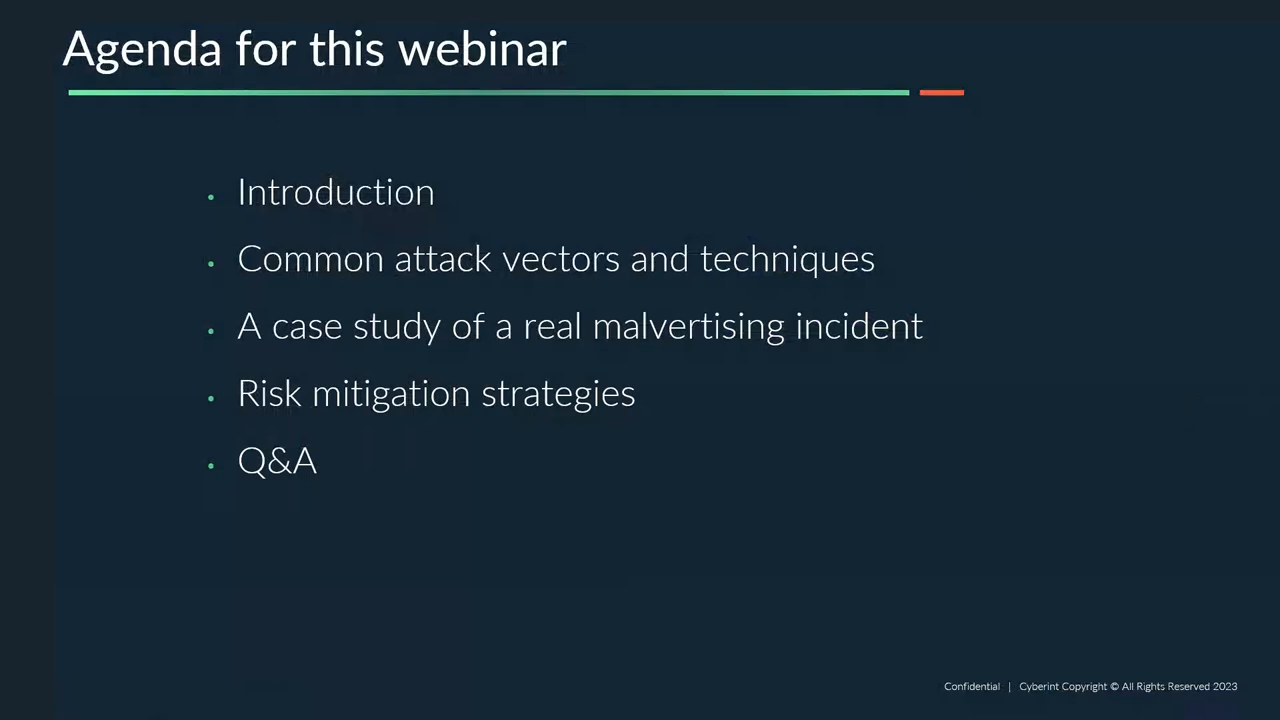 Agenda for this webinar
• Introduction
• Common attack vectors and techniques
• A case study of a real malvertising incident
• Risk mitigation strategies
• Q&A
Confidential | Cyberint Copyright © All Rights Reserved 2023